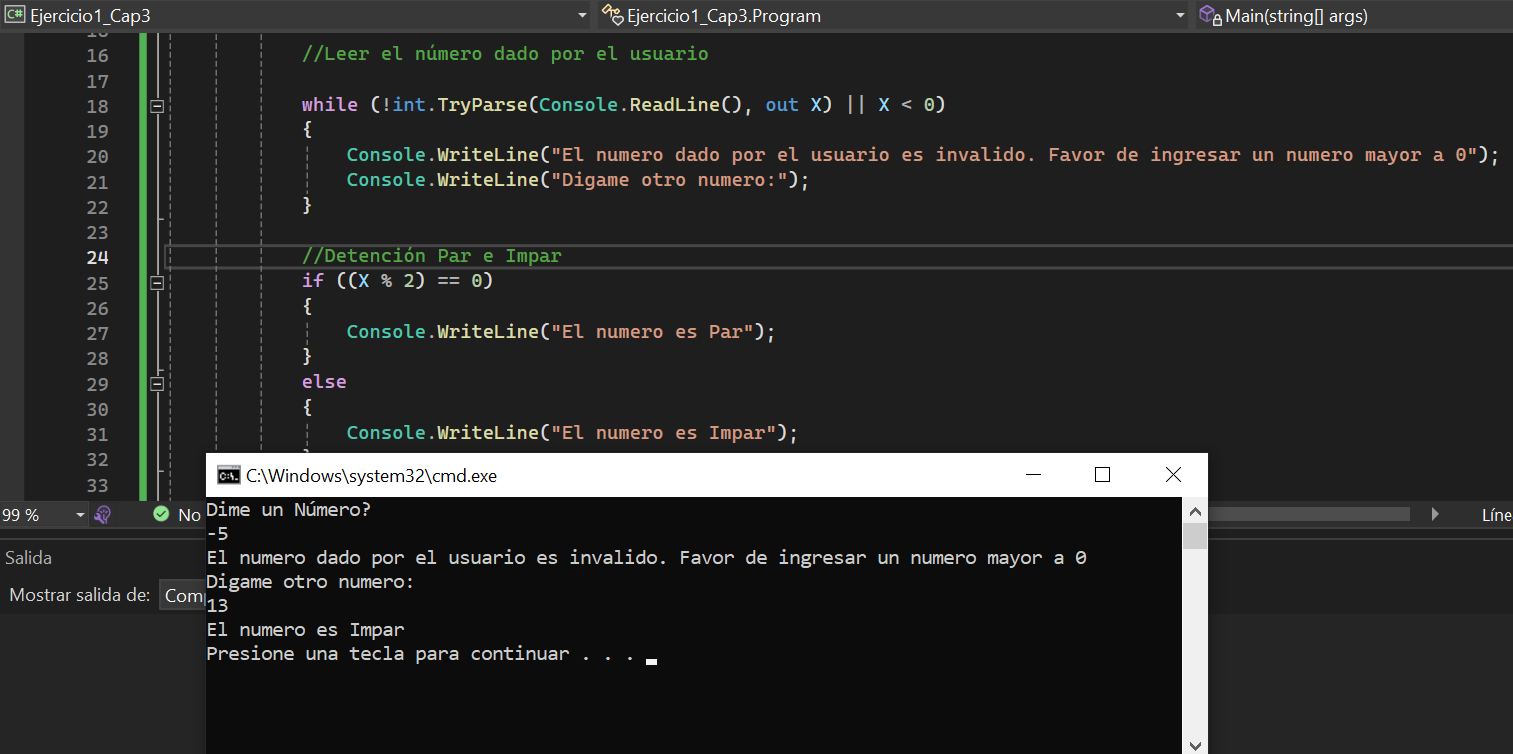 C# Ejercicio1_Cap3 Ejercicio1_Cap3.Program Main(string[] args)
16 //Leer el número dado por el usuario
17
18 while (!int.TryParse(Console.ReadLine(), out X) || X < 0)
19 {
20 Console.WriteLine("El numero dado por el usuario es invalido. Favor de ingresar un numero mayor a 0");
21 Console.WriteLine("Digame otro numero:");
22 }
23
24 //Detención Par e Impar
25 if ((X % 2) == 0)
26 {
27 Console.WriteLine("El numero es Par");
28 }
29 else
30 {
31 Console.WriteLine("El numero es Impar");
32
33
C:\Windows\system32\cmd.exe
99 % No Líne
Dime un Número?
-5
El numero dado por el usuario es invalido. Favor de ingresar un numero mayor a 0
Digame otro numero:
13
El numero es Impar
Presione una tecla para continuar . . .
Salida
Mostrar salida de: Com